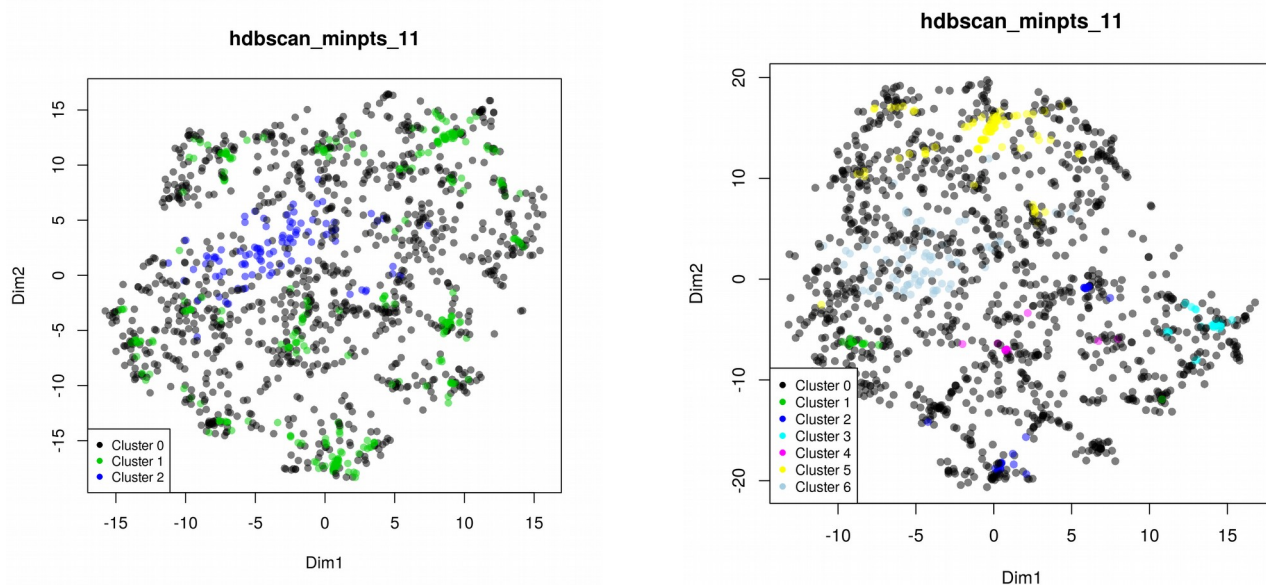 hdbscan_minpts_11
15
10
5
0
-5
-10
-15
Dim2
Cluster 0
Cluster 1
Cluster 2
-15 -10 -5 0 5 10 15
Dim1
hdbscan_minpts_11
20
10
0
-10
-20
Dim2
Cluster 0
Cluster 1
Cluster 2
Cluster 3
Cluster 4
Cluster 5
Cluster 6
-10 -5 0 5 10 15
Dim1